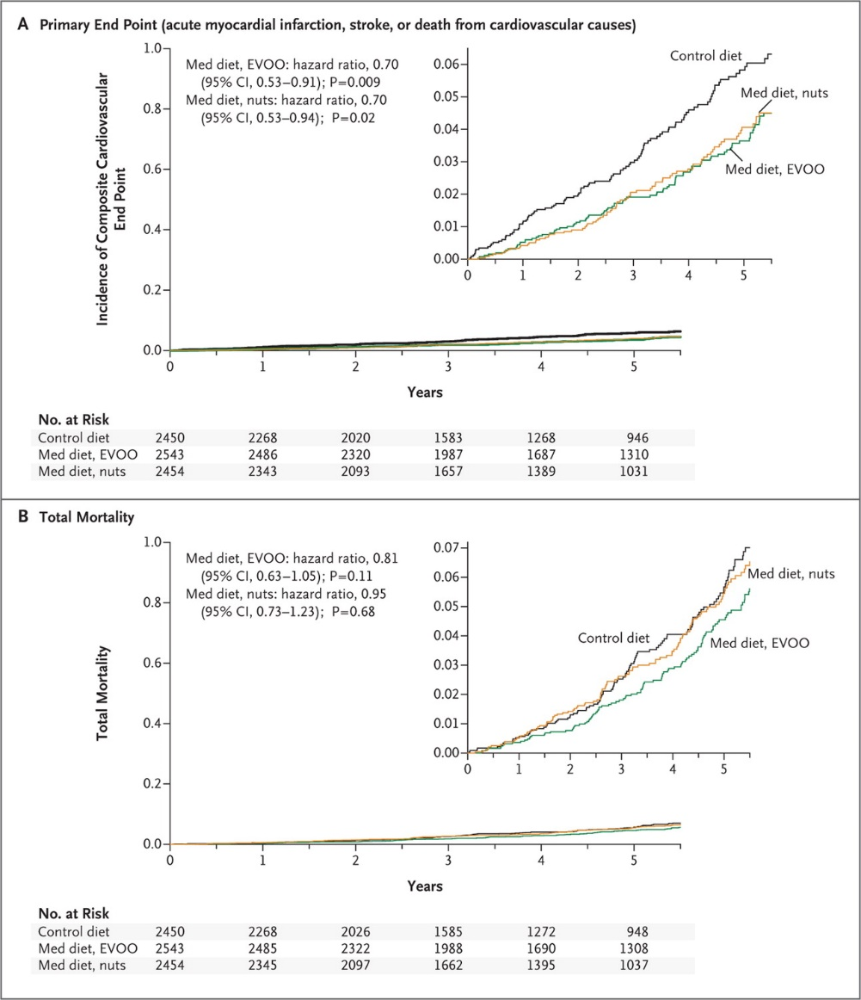 A Primary End Point (acute myocardial infarction, stroke, or death from cardiovascular causes)
Incidence of Composite Cardiovascular
End Point
1.0
0.8
0.6
0.4
0.2
0.0
Med diet, EVOO: hazard ratio, 0.70
(95% CI, 0.53–0.91); P=0.009
Med diet, nuts: hazard ratio, 0.70
(95% CI, 0.53–0.94); P=0.02
0.06
0.05
0.04
0.03
0.02
0.01
0.00
Control diet
Med diet, nuts
Med diet, EVOO
0 1 2 3 4 5
0 1 2 3 4 5
Years
No. at Risk
Control diet 2450 2268 2020 1583 1268 946
Med diet, EVOO 2543 2486 2320 1987 1687 1310
Med diet, nuts 2454 2343 2093 1657 1389 1031
B Total Mortality
Total Mortality
1.0
0.8
0.6
0.4
0.2
0.0
Med diet, EVOO: hazard ratio, 0.81
(95% CI, 0.63–1.05); P=0.11
Med diet, nuts: hazard ratio, 0.95
(95% CI, 0.73–1.23); P=0.68
0.07
0.06
0.05
0.04
0.03
0.02
0.01
0.00
Med diet, nuts
Control diet
Med diet, EVOO
0 1 2 3 4 5
0 1 2 3 4 5
Years
No. at Risk
Control diet 2450 2268 2026 1585 1272 948
Med diet, EVOO 2543 2485 2322 1988 1690 1308
Med diet, nuts 2454 2345 2097 1662 1395 1037